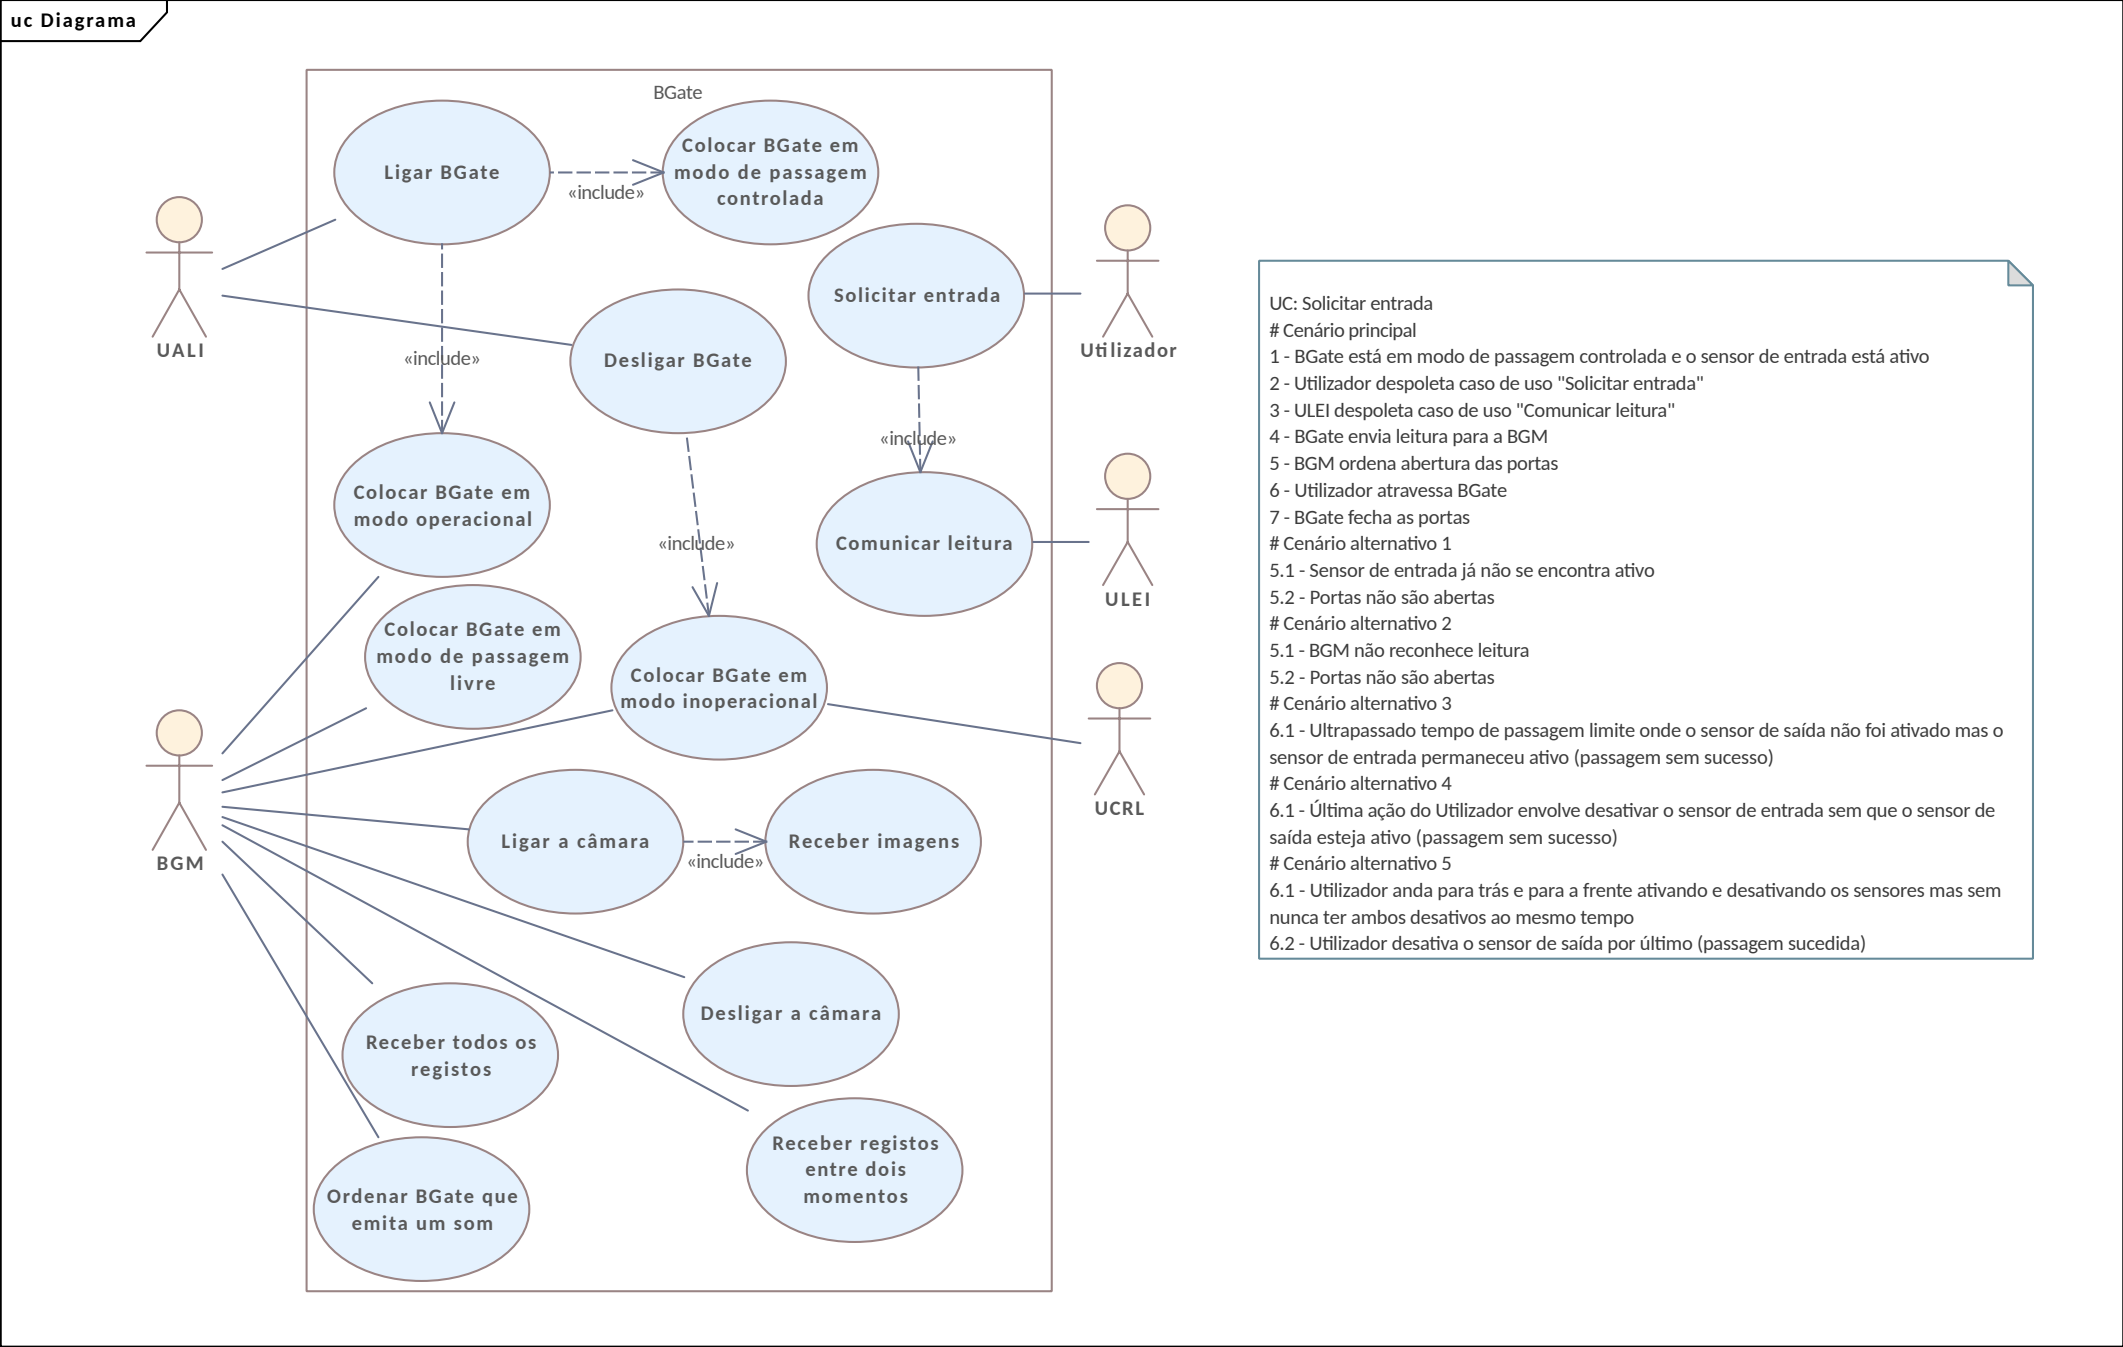 uc Diagrama
BGate
Ligar BGate
«include»
Colocar BGate em
modo de passagem
controlada
UALI
Solicitar entrada
Utilizador
«include»
Desligar BGate
«include»
Colocar BGate em
modo operacional
«include»
Comunicar leitura
ULEI
Colocar BGate em
modo de passagem
livre
Colocar BGate em
modo inoperacional
UCRL
BGM
Ligar a câmara
«include»
Receber imagens
Desligar a câmara
Receber todos os
registos
Receber registos
entre dois
momentos
Ordenar BGate que
emita um som
UC: Solicitar entrada
# Cenário principal
1 - BGate está em modo de passagem controlada e o sensor de entrada está ativo
2 - Utilizador despoleta caso de uso "Solicitar entrada"
3 - ULEI despoleta caso de uso "Comunicar leitura"
4 - BGate envia leitura para a BGM
5 - BGM ordena abertura das portas
6 - Utilizador atravessa BGate
7 - BGate fecha as portas
# Cenário alternativo 1
5.1 - Sensor de entrada já não se encontra ativo
5.2 - Portas não são abertas
# Cenário alternativo 2
5.1 - BGM não reconhece leitura
5.2 - Portas não são abertas
# Cenário alternativo 3
6.1 - Ultrapassado tempo de passagem limite onde o sensor de saída não foi ativado mas o
sensor de entrada permaneceu ativo (passagem sem sucesso)
# Cenário alternativo 4
6.1 - Última ação do Utilizador envolve desativar o sensor de entrada sem que o sensor de
saída esteja ativo (passagem sem sucesso)
# Cenário alternativo 5
6.1 - Utilizador anda para trás e para a frente ativando e desativando os sensores mas sem
nunca ter ambos desativos ao mesmo tempo
6.2 - Utilizador desativa o sensor de saída por último (passagem sucedida)